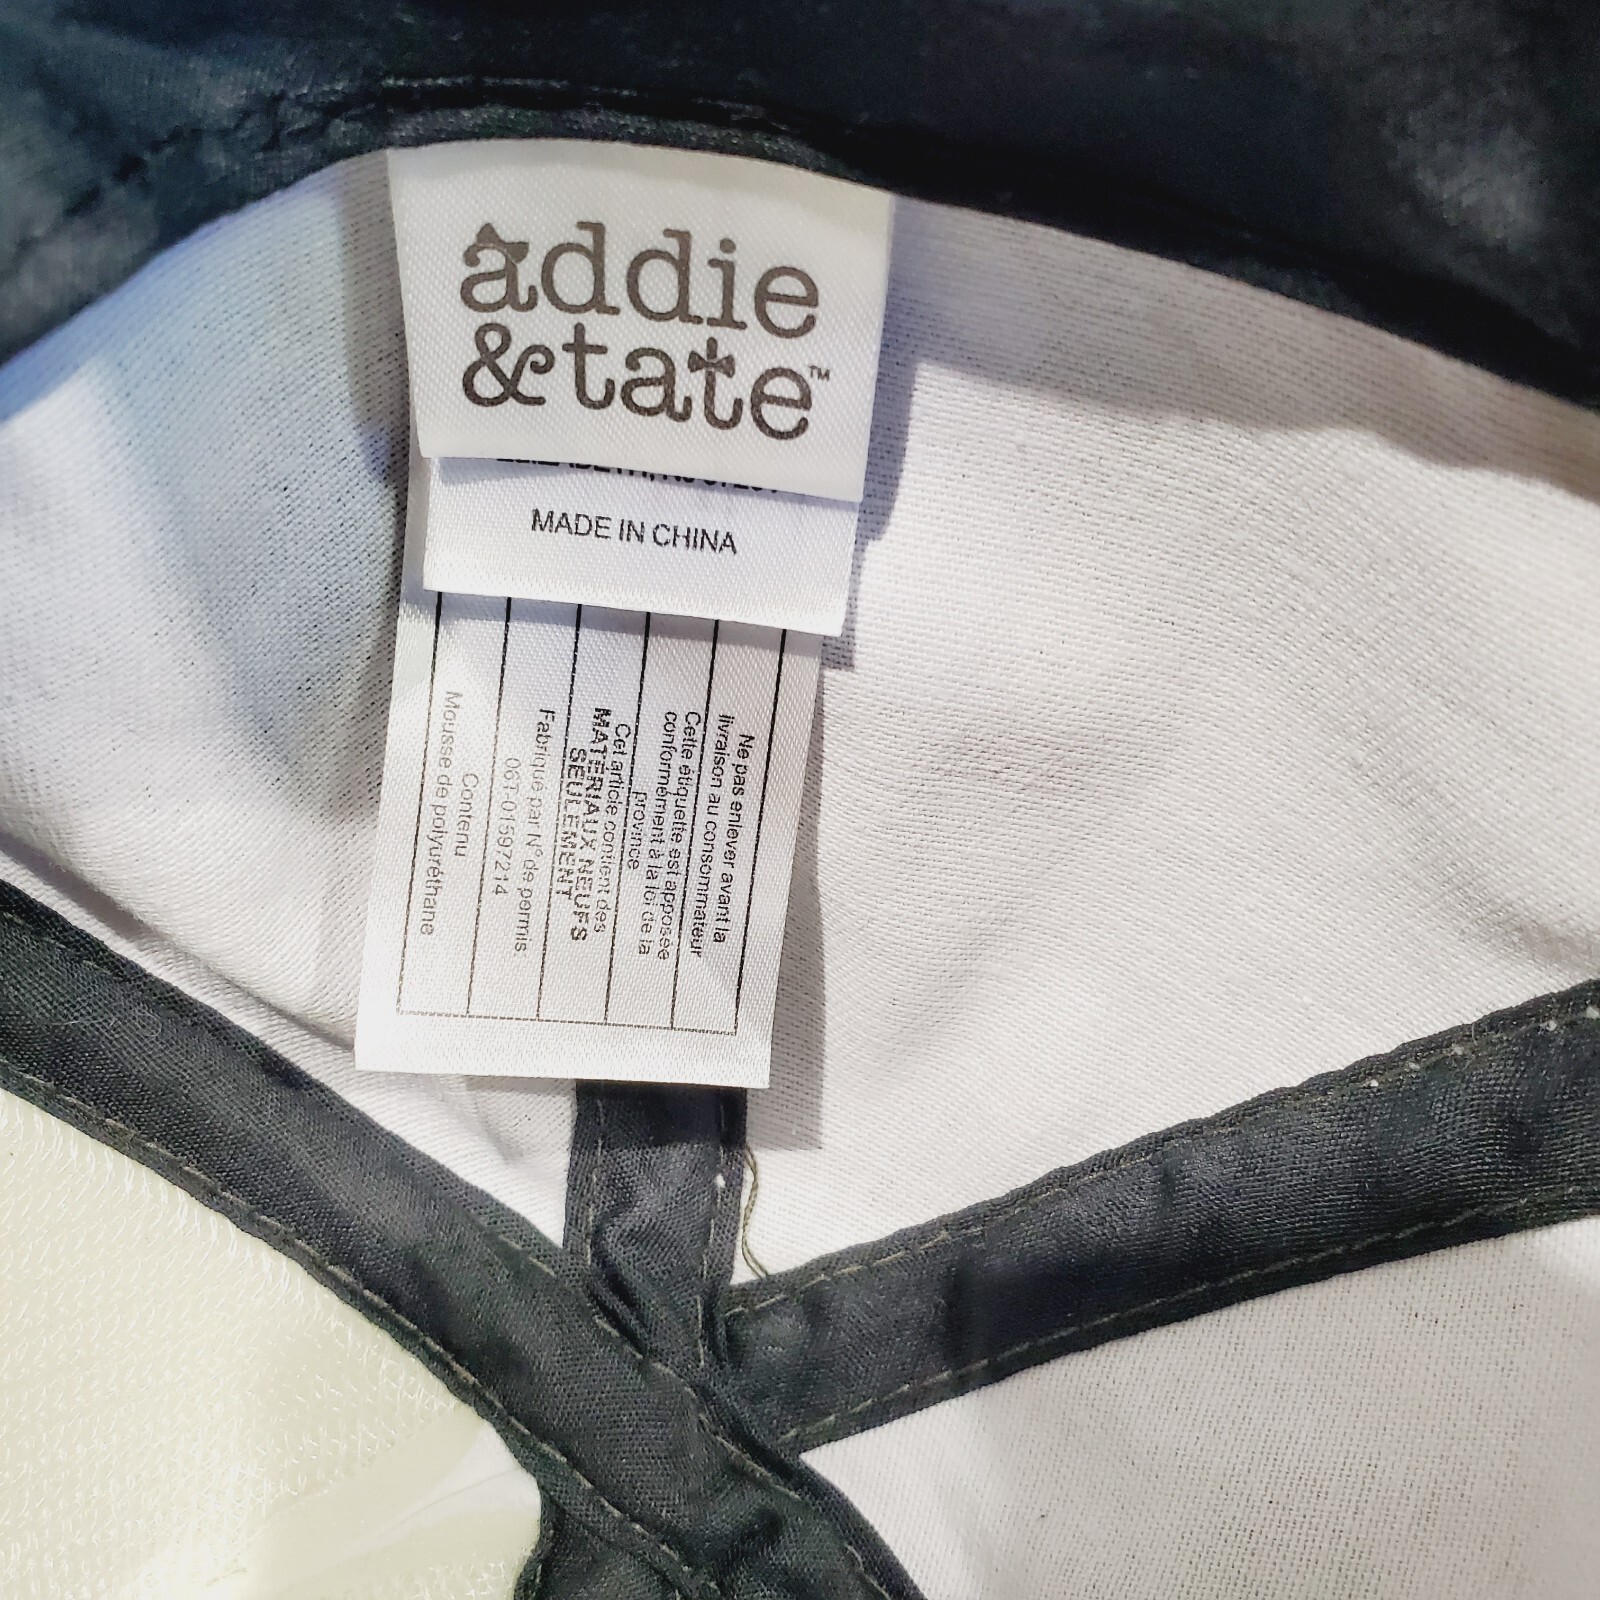 addie
&tate™
MADE IN CHINA
Ne pas enlever avant la
livraison au consommateur
Cette étiquette est apposée
conformément à la loi de la
province
Cet article contient des
MATÉRIAUX NEUFS
SEULEMENT
Fabriqué par N° de permis
06T-01597214
Contenu
Mousse de polyuréthane